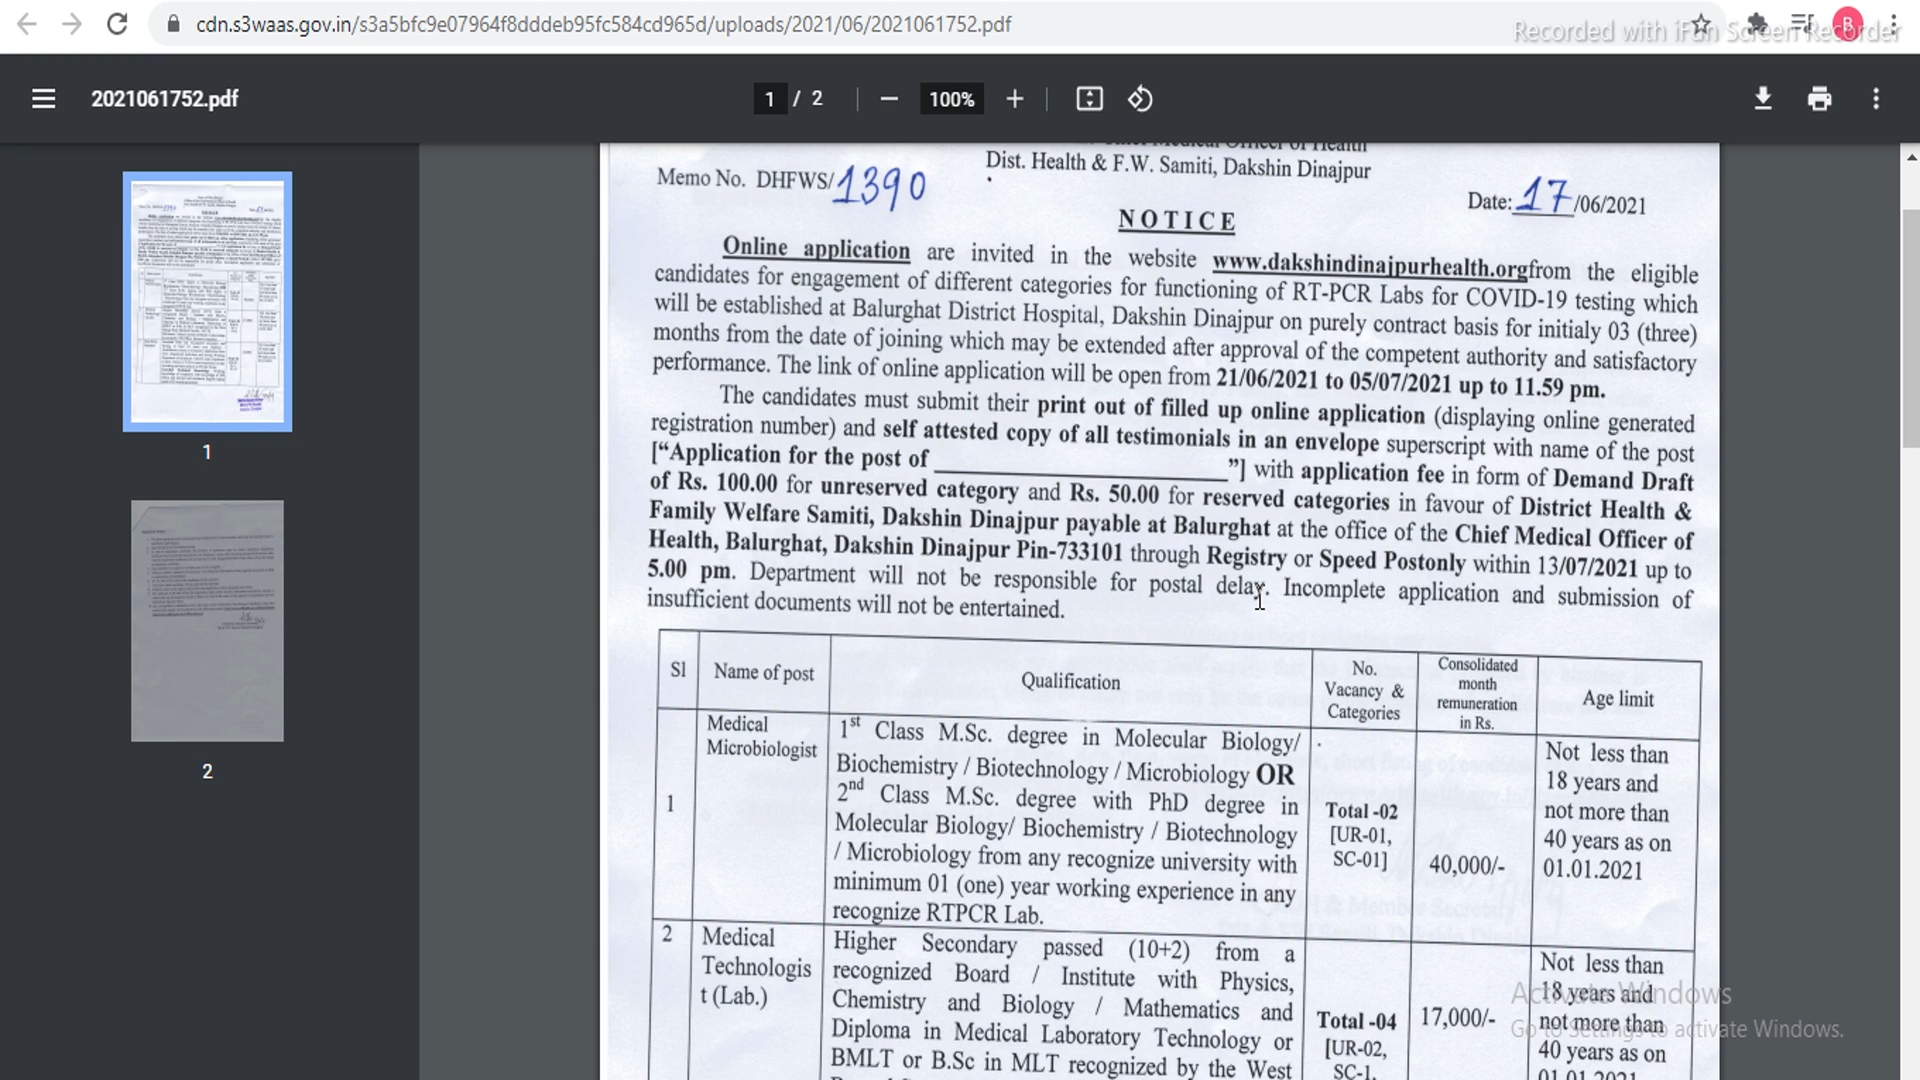 cdn.s3waas.gov.in/s3a5bfc9e07964f8dddeb95fc584cd965d/uploads/2021/06/2021061752.pdf
B
Recorded with iFun Screen Recorder
2021061752.pdf
1 / 2
100%
1
2
Chief Medical Officer of Health
Dist. Health & F.W. Samiti, Dakshin Dinajpur
Memo No. DHFWS/1390
Date: 17/06/2021
NOTICE
Online application are invited in the website www.dakshindinajpurhealth.orgfrom the eligible
candidates for engagement of different categories for functioning of RT-PCR Labs for COVID-19 testing which
will be established at Balurghat District Hospital, Dakshin Dinajpur on purely contract basis for initialy 03 (three)
months from the date of joining which may be extended after approval of the competent authority and satisfactory
performance. The link of online application will be open from 21/06/2021 to 05/07/2021 up to 11.59 pm.
The candidates must submit their print out of filled up online application (displaying online generated
registration number) and self attested copy of all testimonials in an envelope superscript with name of the post
[“Application for the post of ____________________”] with application fee in form of Demand Draft
of Rs. 100.00 for unreserved category and Rs. 50.00 for reserved categories in favour of District Health &
Family Welfare Samiti, Dakshin Dinajpur payable at Balurghat at the office of the Chief Medical Officer of
Health, Balurghat, Dakshin Dinajpur Pin-733101 through Registry or Speed Postonly within 13/07/2021 up to
5.00 pm. Department will not be responsible for postal delay. Incomplete application and submission of
insufficient documents will not be entertained.
Sl
Name of post
Qualification
No.
Vacancy &
Categories
Consolidated
month
remuneration
in Rs.
Age limit
1
Medical
Microbiologist
1st Class M.Sc. degree in Molecular Biology/
Biochemistry / Biotechnology / Microbiology OR
2nd Class M.Sc. degree with PhD degree in
Molecular Biology/ Biochemistry / Biotechnology
/ Microbiology from any recognize university with
minimum 01 (one) year working experience in any
recognize RTPCR Lab.
Total -02
[UR-01,
SC-01]
40,000/-
Not less than
18 years and
not more than
40 years as on
01.01.2021
2
Medical
Technologis
t (Lab.)
Higher Secondary passed (10+2) from a
recognized Board / Institute with Physics,
Chemistry and Biology / Mathematics and
Diploma in Medical Laboratory Technology or
BMLT or B.Sc in MLT recognized by the West
Total -04
[UR-02,
SC-1,
17,000/-
Not less than
18 years and
not more than
40 years as on
01.01.2021
Activate Windows
Go to Settings to activate Windows.